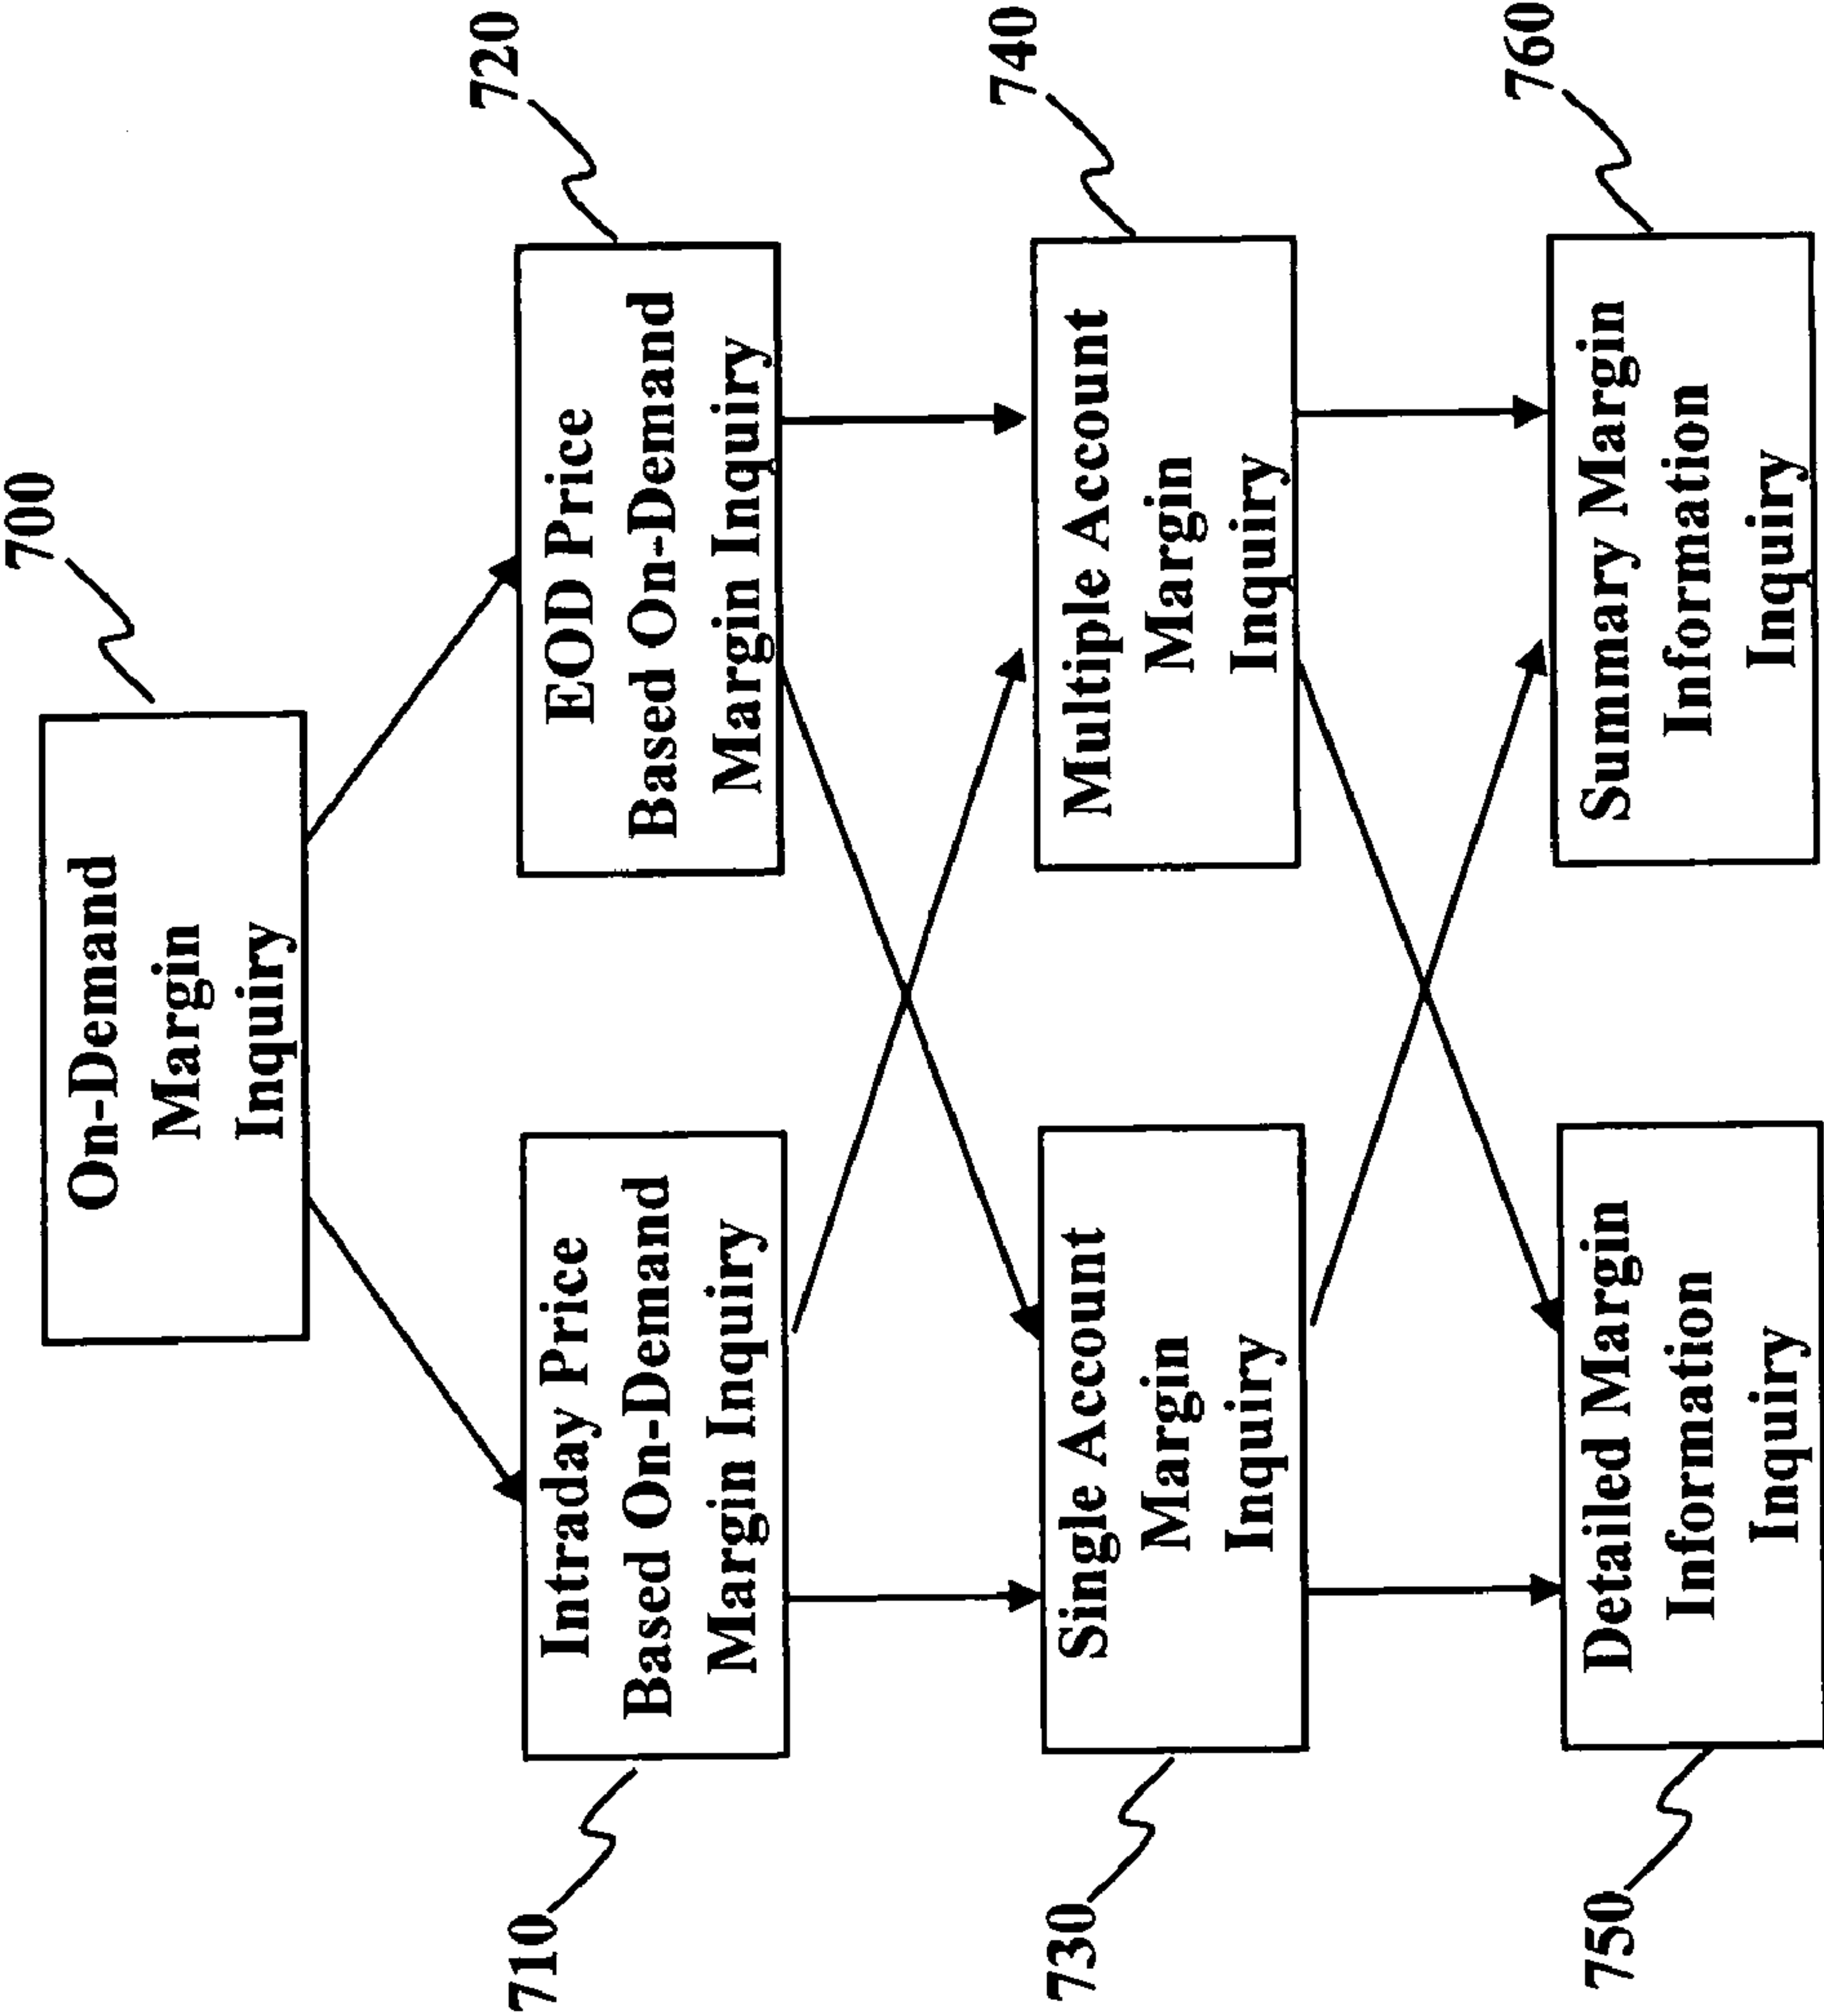 700
On-Demand
Margin
Inquiry
710
Intraday Price
Based On-Demand
Margin Inquiry
720
EOD Price
Based On-Demand
Margin Inquiry
730
Single Account
Margin
Inquiry
740
Multiple Account
Margin
Inquiry
750
Detailed Margin
Information
Inquiry
760
Summary Margin
Information
Inquiry